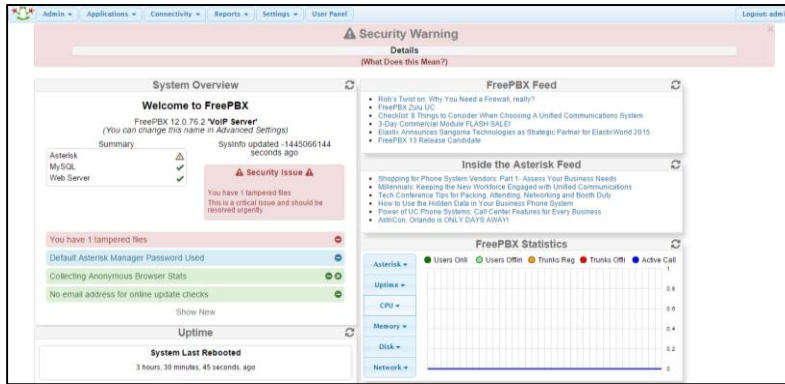 Admin
Applications
Connectivity
Reports
Settings
User Panel
Logout: admi
Security Warning
Details
(What Does this Mean?)
System Overview
Welcome to FreePBX
FreePBX 12.0.76.2 'VoIP Server'
(You can change this name in Advanced Settings)
Summary
Asterisk
MySQL
Web Server
SysInfo updated -1445066144
seconds ago
Security Issue
You have 1 tampered files
This is a critical issue and should be
resolved urgently
You have 1 tampered files
Default Asterisk Manager Password Used
Collecting Anonymous Browser Stats
No email address for online update checks
Show New
Uptime
System Last Rebooted
3 hours, 30 minutes, 45 seconds, ago
FreePBX Feed
Rob's Twist on: Why You Need a Firewall, really?
FreePBX Zulu UC
Checklist: 6 Things to Consider When Choosing A Unified Communications System
3-Day Commercial Module FLASH SALE!
Elastix Announces Sangoma Technologies as Strategic Partner for ElastixWorld 2015
FreePBX 13 Release Candidate
Inside the Asterisk Feed
Shopping for Phone System Vendors: Part 1- Assess Your Business Needs
Millennials: Keeping the New Workforce Engaged with Unified Communications
Tech Conference Tips for Packing, Attending, Networking and Booth Duty
How to Use the Hidden Data in Your Business Phone System
Power of UC Phone Systems: Call Center Features for Every Business
AstriCon, Orlando is ONLY DAYS AWAY!
FreePBX Statistics
Asterisk
Uptime
CPU
Memory
Disk
Network
Users Onli
Users Offlin
Trunks Reg
Trunks Offli
Active Call
1
0.8
0.6
0.4
0.2
0